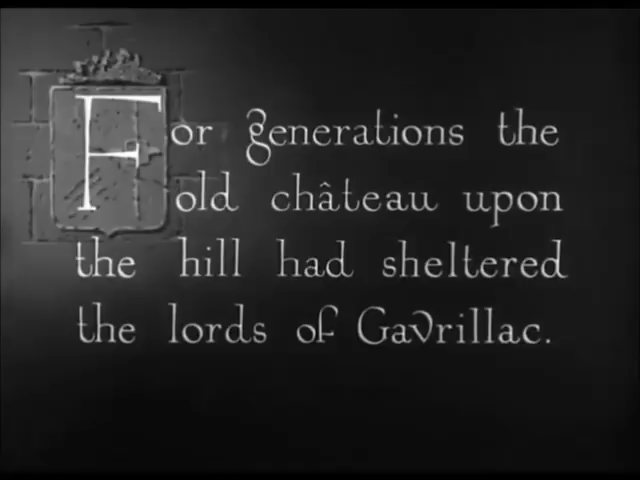 For generations the
old château upon
the hill had sheltered
the lords of Gavrillac.